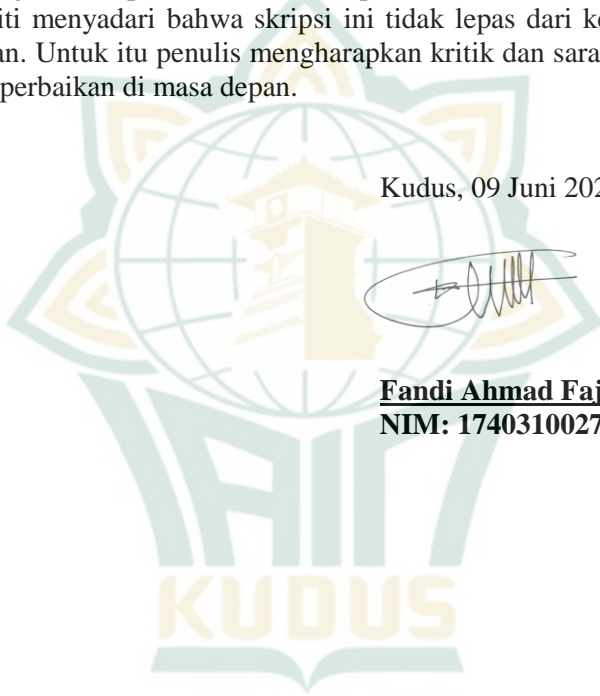 iti menyadari bahwa skripsi ini tidak lepas dari ke
an. Untuk itu penulis mengharapkan kritik dan sara
perbaikan di masa depan.
Kudus, 09 Juni 202
Fandi Ahmad Faj
NIM: 1740310027
IAIN
KUDUS